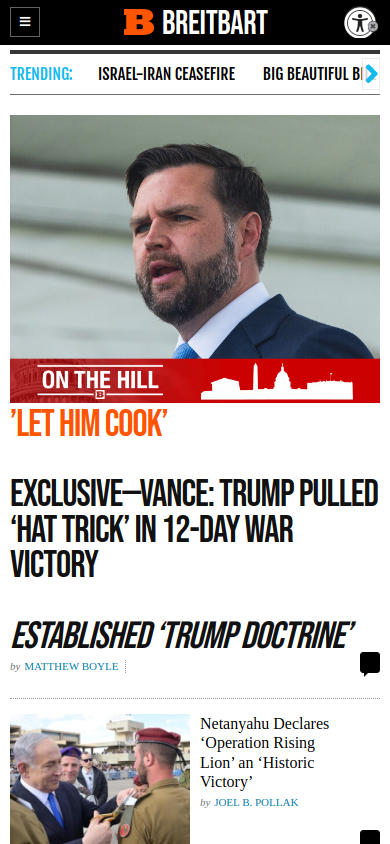 BREITBART
TRENDING: ISRAEL-IRAN CEASEFIRE BIG BEAUTIFUL
ON THE HILL
'LET HIM COOK'
EXCLUSIVE—VANCE: TRUMP PULLED
‘HAT TRICK’ IN 12-DAY WAR
VICTORY
ESTABLISHED ‘TRUMP DOCTRINE’
by MATTHEW BOYLE
Netanyahu Declares
‘Operation Rising
Lion’ an ‘Historic
Victory’
by JOEL B. POLLAK